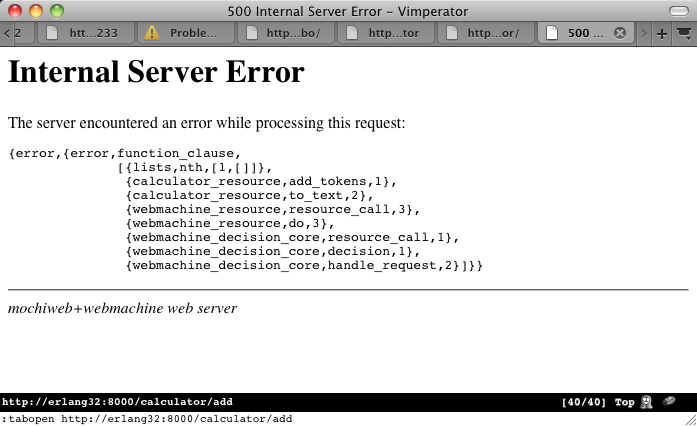 500 Internal Server Error – Vimperator
2 htt...233 Proble... http...bo/ http...tor http...or/ 500 ...
Internal Server Error
The server encountered an error while processing this request:
{error,{error,function_clause,
[{lists,nth,[1,[]]},
{calculator_resource,add_tokens,1},
{calculator_resource,to_text,2},
{webmachine_resource,resource_call,3},
{webmachine_resource,do,3},
{webmachine_decision_core,resource_call,1},
{webmachine_decision_core,decision,1},
{webmachine_decision_core,handle_request,2}]}}
mochiweb+webmachine web server
http://erlang32:8000/calculator/add [40/40] Top
:tabopen http://erlang32:8000/calculator/add